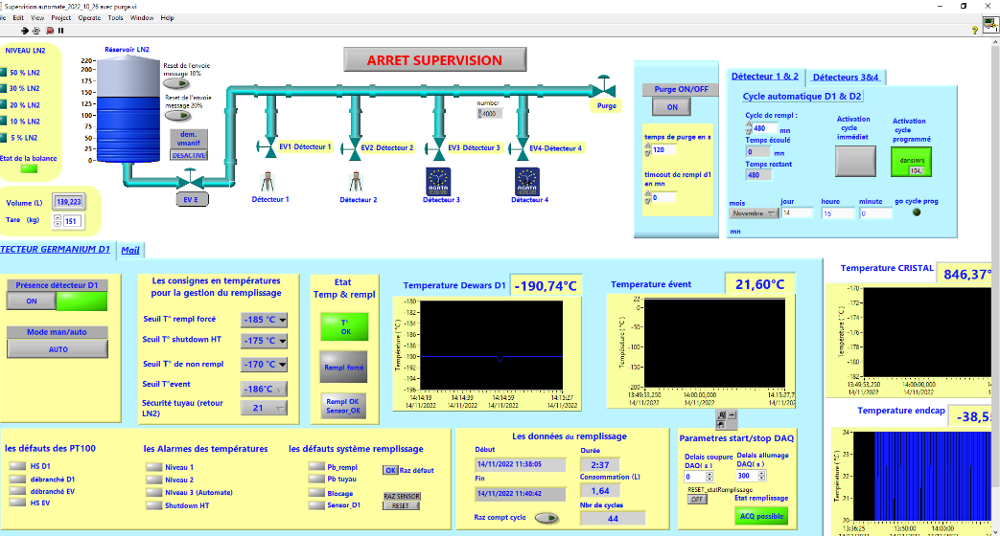 Supervision automate_2022_10_26 avec purge.vi
Edit View Project Operate Tools Window Help
NIVEAU LN2
50 % LN2
30 % LN2
20 % LN2
10 % LN2
5 % LN2
Etat de la balance
Volume (L) 139,223
Tare (kg) 151
Réservoir LN2
220
200
175
150
125
100
75
50
25
0
Reset de l'envoie
message 10%
Reset de l'envoie
message 20%
dem.
vmanif
DESACTIVE
EV E
ARRET SUPERVISION
number
4000
Purge
EV1-Détecteur 1
EV2-Détecteur 2
EV3-Détecteur 3
EV4-Détecteur 4
AGATA
AGATA
Détecteur 1
Détecteur 2
Détecteur 3
Détecteur 4
Purge ON/OFF
ON
temps de purge en s
120
timeout de rempl d1
en mn
0
Détecteur 1 & 2
Détecteurs 3&4
Cycle automatique D1 & D2
Cycle de rempl :
480 mn
Temps écoulé
0 mn
Temps restant
480
Activation
cycle
immédiat
Activation
cycle
programmé
dans(mn)
104,
mois jour heure minute go cycle prog
Novembre 14 16 0
mn
TECTEUR GERMANIUM D1
Mail
Présence détecteur D1
ON
Mode man/auto
AUTO
Les consignes en températures
pour la gestion du remplissage
Seuil T° rempl forcé -185 °C
Seuil T° shutdown HT -175 °C
Seuil T° de non rempl -170 °C
Seuil T°event -186°C
Sécurité tuyau (retour
LN2) 21
Etat
Temp & rempl
T°
OK
Rempl forcé
Rempl OK
Sensor_OK
Temperature Dewars D1 -190,74°C
Température ( °C )
-180
-182
-184
-186
-188
-190
-192
-194
-196
14:14:19 14:14:39 14:14:59 14:15:27
14/11/2022 14/11/2022 14/11/2022 14/11/2022
Temperature évent 21,60°C
Température ( °C )
22
0
-50
-100
-150
-200
13:49:53,250 14:00:00,000 14:15:27,7
14/11/2022 14/11/2022 14/11/202
Temperature CRISTAL 846,37°
Température ( °C )
-170
-172
-174
-176
-178
-180
-182
13:49:53,250 14:00:00,000
14/11/2022 14/11/2022
Temperature endcap -38,5
Température ( °C )
24
23
22
21
20
13:36:25 13:50:00 14:00:00
14/11/2022 14/11/2022 14/11/2022
les défauts des PT100
HS D1
débranché D1
débranché EV
HS EV
les Alarmes des températures
Niveau 1
Niveau 2
Niveau 3 (Automate)
Shutdown HT
les défauts système remplissage
Pb_rempl
Pb tuyau
Blocage
Sensor_D1
OK Raz défaut
RAZ SENSOR
RESET
Les données du remplissage
Début
14/11/2022 11:38:05
Fin
14/11/2022 11:40:42
Durée
2:37
Consommation (L)
1,64
Nbr de cycles
44
Raz compt cycle
Parametres start/stop DAQ
Delais coupure
DAQ( s )
0
Delais allumage
DAQ( s )
300
RESET_etatRemplissage
OFF
Etat remplissage
ACQ possible